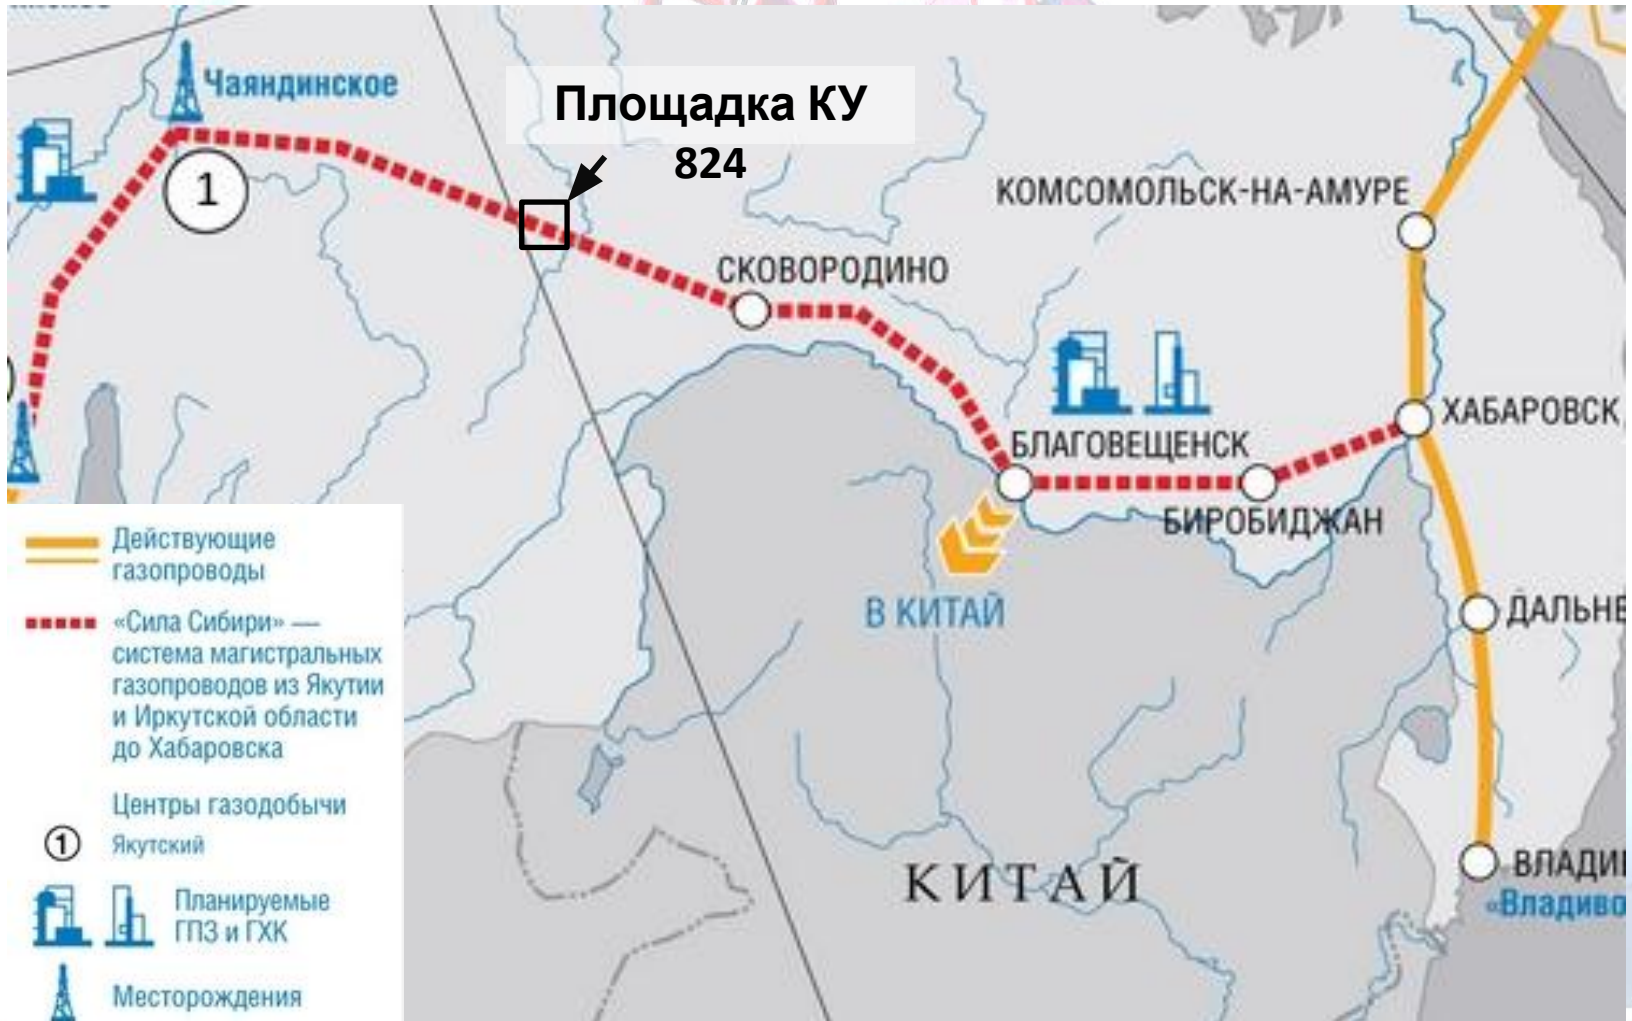 Чаяндинское
Площадка КУ
824
1
КОМСОМОЛЬСК-НА-АМУРЕ
СКОВОРОДИНО
ХАБАРОВСК
БЛАГОВЕЩЕНСК
БИРОБИДЖАН
В КИТАЙ
ДАЛЬНЕ
КИТАЙ
ВЛАДИВ
«Владиво
Действующие
газопроводы
«Сила Сибири» —
система магистральных
газопроводов из Якутии
и Иркутской области
до Хабаровска
Центры газодобычи
1 Якутский
Планируемые
ГПЗ и ГХК
Месторождения